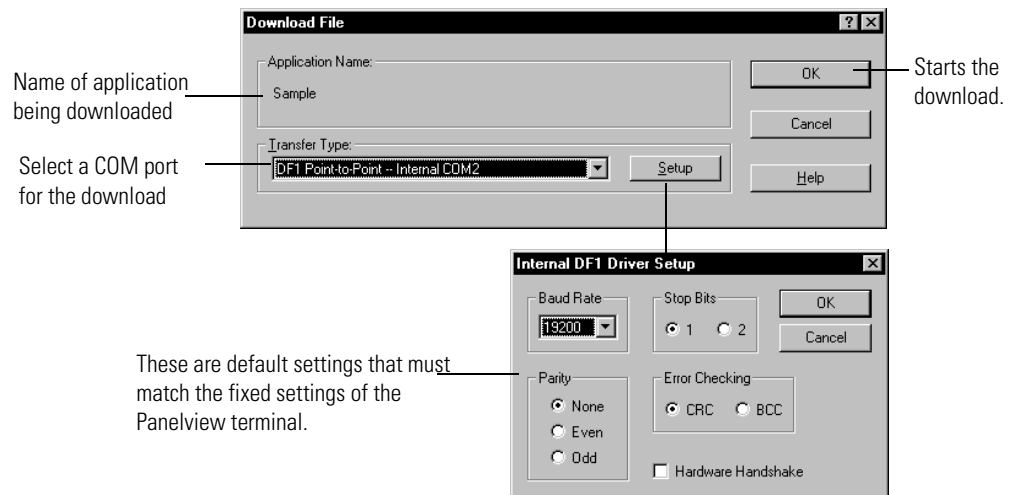 Download File
Application Name:
Sample
OK
Cancel
Transfer Type:
DF1 Point-to-Point -- Internal COM2
Setup
Help
Name of application
being downloaded
Select a COM port
for the download
Starts the
download.
Internal DF1 Driver Setup
Baud Rate
19200
Stop Bits
1 2
OK
Cancel
Parity
None
Even
Odd
Error Checking
CRC BCC
Hardware Handshake
These are default settings that must
match the fixed settings of the
Panelview terminal.